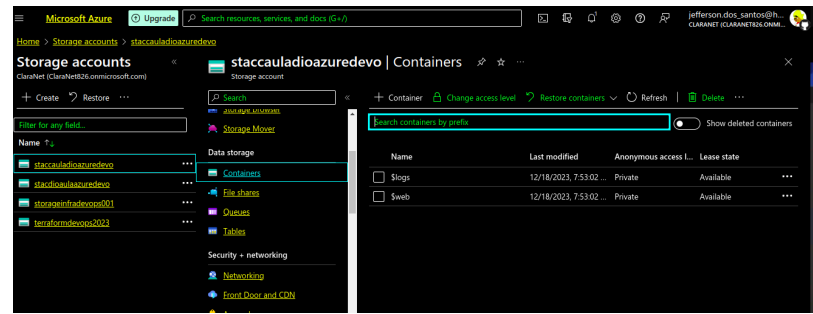 Microsoft Azure
Upgrade
Search resources, services, and docs (G+/)
jefferson.dos_santos@h...
CLARANET (CLARANET826.ONMI...
Home > Storage accounts > staccauladioazuredevo
Storage accounts
ClaraNet (ClaraNet826.onmicrosoft.com)
Create
Restore
Filter for any field...
Name ↑↓
staccauladioazuredevo
stacdioaulaazuredevo
storageinfradevops001
terraformdevops2023
staccauladioazuredevo | Containers
Storage account
Search
Storage browser
Storage Mover
Data storage
Containers
File shares
Queues
Tables
Security + networking
Networking
Front Door and CDN
Container
Change access level
Restore containers
Refresh
Delete
Search containers by prefix
Show deleted containers
Name Last modified Anonymous access l... Lease state
$logs 12/18/2023, 7:53:02 ... Private Available
$web 12/18/2023, 7:53:02 ... Private Available